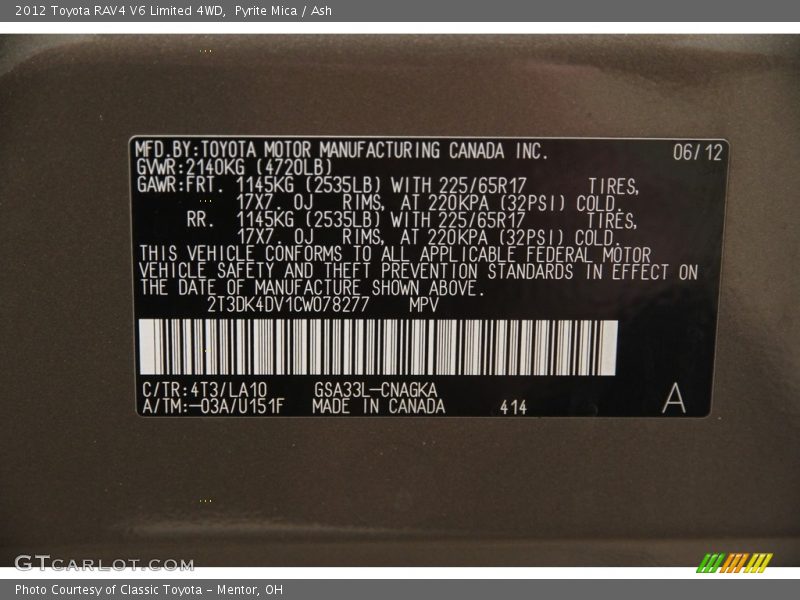 2012 Toyota RAV4 V6 Limited 4WD, Pyrite Mica / Ash
MFD.BY:TOYOTA MOTOR MANUFACTURING CANADA INC. 06/12
GVWR:2140KG (4720LB)
GAWR:FRT. 1145KG (2535LB) WITH 225/65R17 TIRES,
17X7.0J RIMS, AT 220KPA (32PSI) COLD.
RR. 1145KG (2535LB) WITH 225/65R17 TIRES,
17X7.0J RIMS, AT 220KPA (32PSI) COLD.
THIS VEHICLE CONFORMS TO ALL APPLICABLE FEDERAL MOTOR
VEHICLE SAFETY AND THEFT PREVENTION STANDARDS IN EFFECT ON
THE DATE OF MANUFACTURE SHOWN ABOVE.
2T3DK4DV1CW078277 MPV
C/TR:4T3/LA10 GSA33L-CNAGKA
A/TM:-03A/U151F MADE IN CANADA 414 A
GTCARLOT.COM
Photo Courtesy of Classic Toyota - Mentor, OH